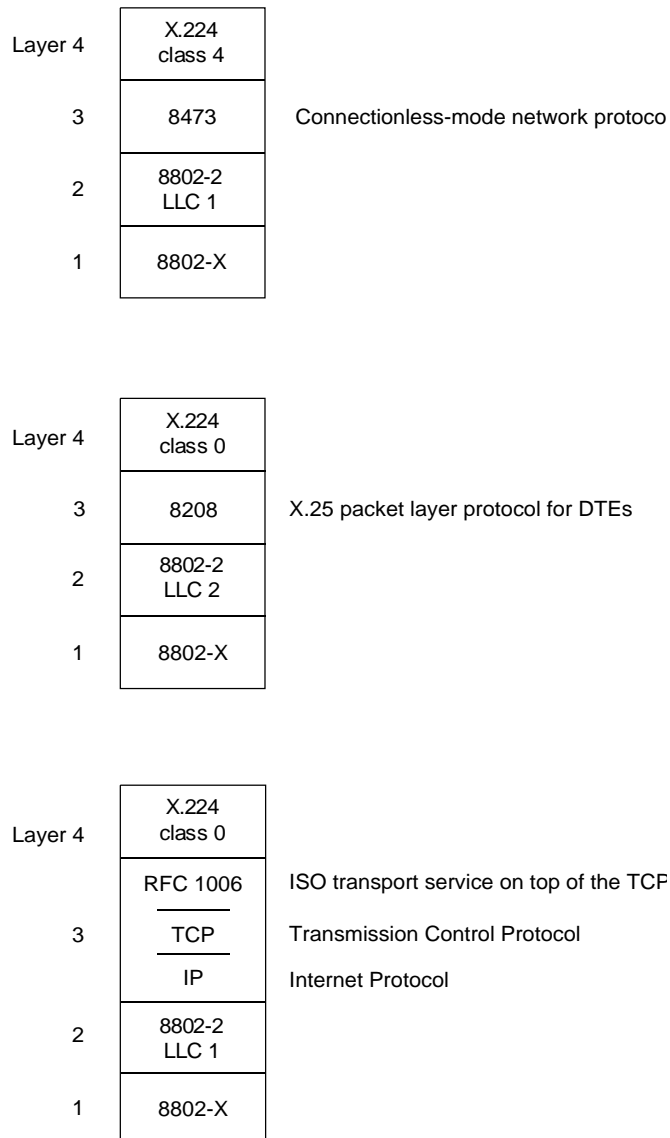 Layer 4
X.224
class 4
3
8473
Connectionless-mode network protoco
2
8802-2
LLC 1
1
8802-X
Layer 4
X.224
class 0
3
8208
X.25 packet layer protocol for DTEs
2
8802-2
LLC 2
1
8802-X
Layer 4
X.224
class 0
RFC 1006
ISO transport service on top of the TCP
3
TCP
Transmission Control Protocol
IP
Internet Protocol
2
8802-2
LLC 1
1
8802-X